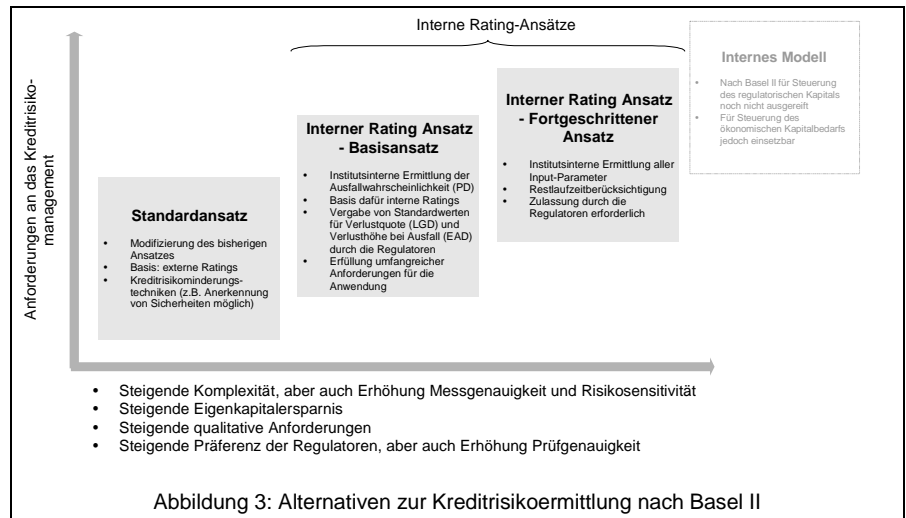 Interne Rating-Ansätze
Anforderungen an das Kreditrisiko-
management
Standardansatz
• Modifizierung des bisherigen
Ansatzes
• Basis: externe Ratings
• Kreditrisikominderungs-
techniken (z.B. Anerkennung
von Sicherheiten möglich)
Interner Rating Ansatz
- Basisansatz
• Institutsinterne Ermittlung der
Ausfallwahrscheinlichkeit (PD)
• Basis dafür interne Ratings
• Vergabe von Standardwerten
für Verlustquote (LGD) und
Verlusthöhe bei Ausfall (EAD)
durch die Regulatoren
• Erfüllung umfangreicher
Anforderungen für die
Anwendung
Interner Rating Ansatz
- Fortgeschrittener
Ansatz
• Institutsinterne Ermittlung aller
Input-Parameter
• Restlaufzeitberücksichtigung
• Zulassung durch die
Regulatoren erforderlich
Internes Modell
• Nach Basel II für Steuerung
des regulatorischen Kapitals
noch nicht ausgereift
• Für Steuerung des
ökonomischen Kapitalbedarfs
jedoch einsetzbar
• Steigende Komplexität, aber auch Erhöhung Messgenauigkeit und Risikosensitivität
• Steigende Eigenkapitalersparnis
• Steigende qualitative Anforderungen
• Steigende Präferenz der Regulatoren, aber auch Erhöhung Prüfgenauigkeit
Abbildung 3: Alternativen zur Kreditrisikoermittlung nach Basel II